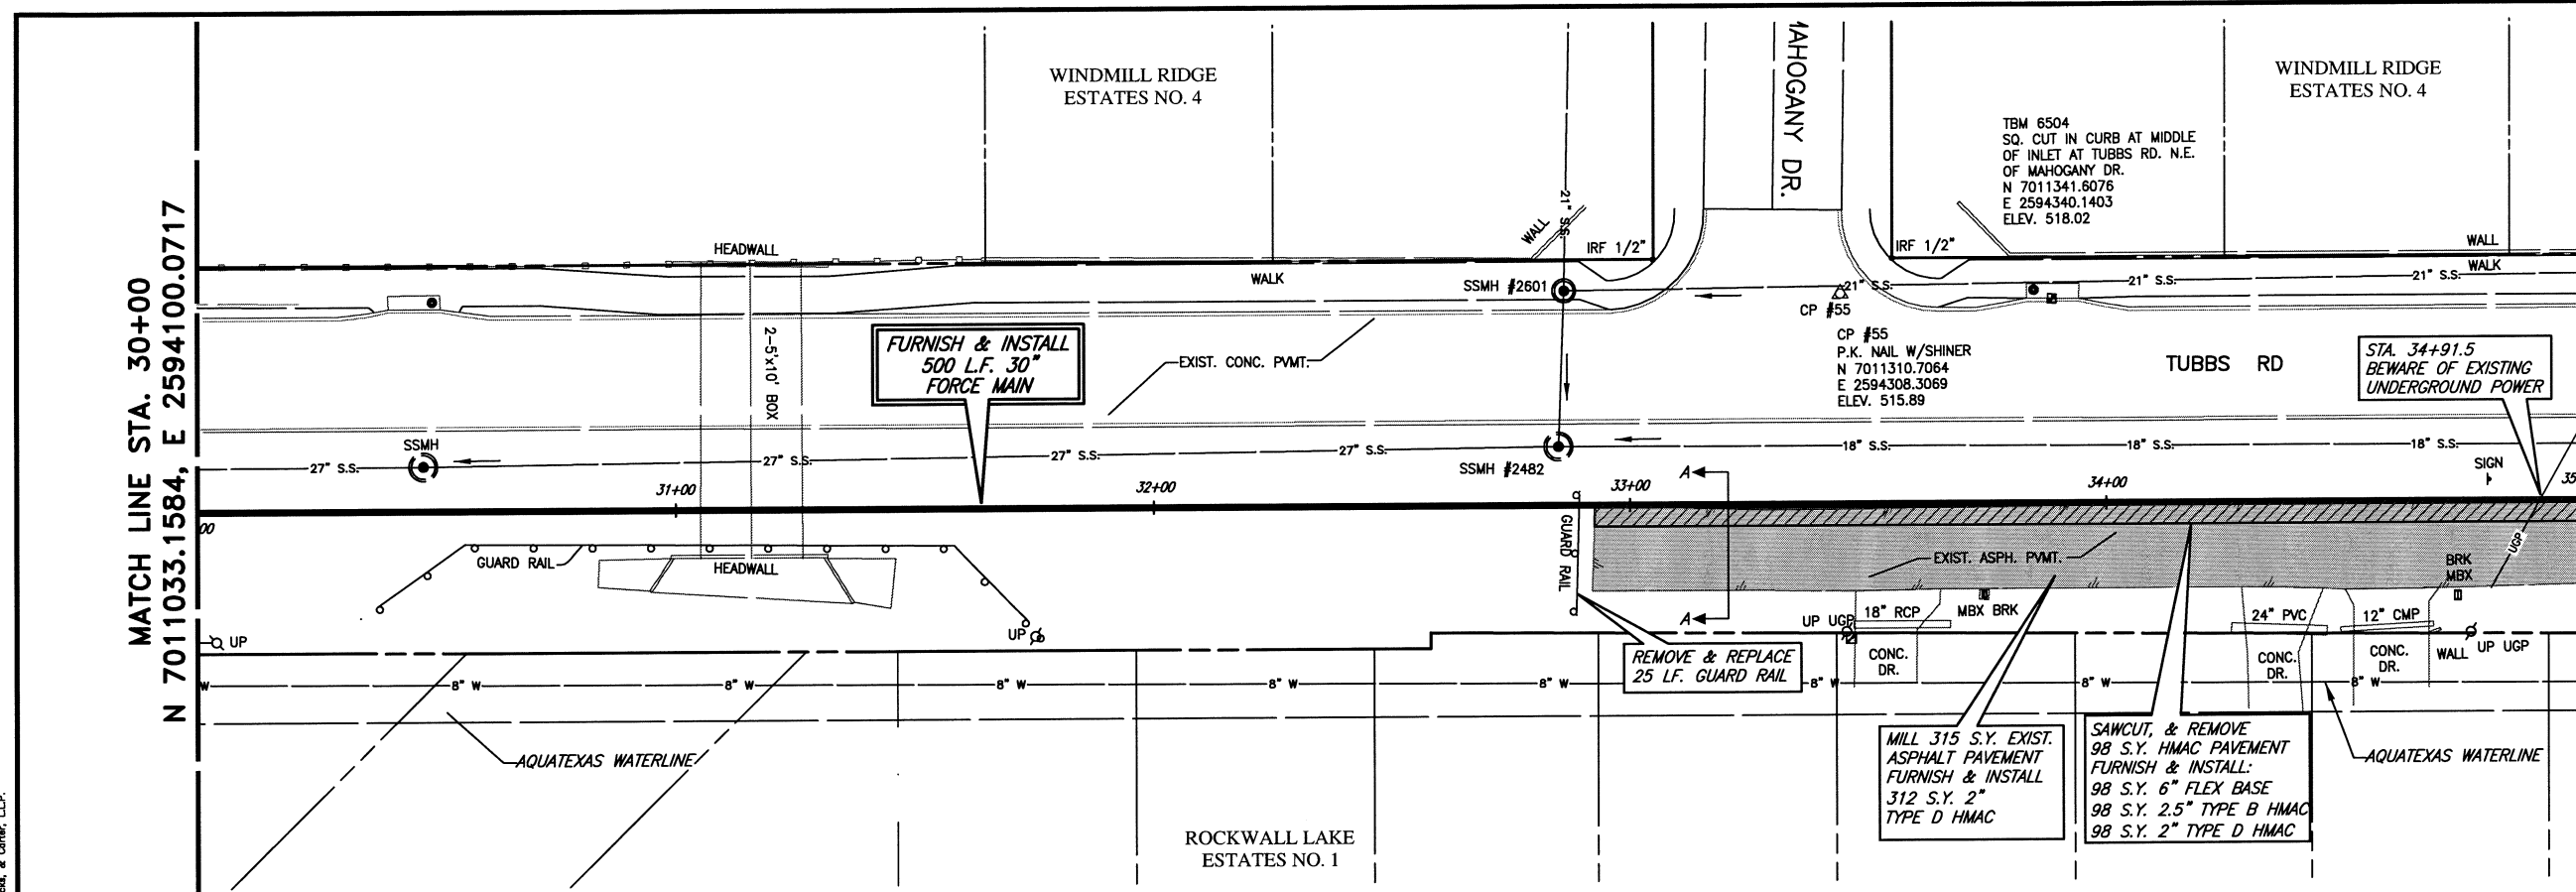 WINDMILL RIDGE
ESTATES NO. 4
WINDMILL RIDGE
ESTATES NO. 4
MAHOGANY DR.
TBM 6504
SQ. CUT IN CURB AT MIDDLE
OF INLET AT TUBBS RD. N.E.
OF MAHOGANY DR.
N 7011341.6076
E 2594340.1403
ELEV. 518.02
MATCH LINE STA. 30+00
N 7011033.1584, E 2594100.0717
HEADWALL
WALL
21" S.S.
IRF 1/2"
IRF 1/2"
WALL
WALK
WALK
SSMH #2601
21" S.S.
21" S.S.
21" S.S.
CP #55
CP #55
P.K. NAIL W/SHINER
N 7011310.7064
E 2594308.3069
ELEV. 515.89
2-5'x10' BOX
FURNISH & INSTALL
500 L.F. 30"
FORCE MAIN
EXIST. CONC. PVMT.
TUBBS RD
STA. 34+91.5
BEWARE OF EXISTING
UNDERGROUND POWER
SSMH
27" S.S.
27" S.S.
27" S.S.
27" S.S.
18" S.S.
18" S.S.
18" S.S.
SSMH #2482
SIGN
A
31+00
32+00
33+00
34+00
35
00
GUARD RAIL
HEADWALL
GUARD RAIL
EXIST. ASPH. PVMT.
UGP
BRK
MBX
A
UP
UP
UP UGP
18" RCP
MBX BRK
24" PVC
12" CMP
CONC.
DR.
CONC.
DR.
CONC.
DR.
WALL
UP UGP
REMOVE & REPLACE
25 LF. GUARD RAIL
W
8" W
8" W
8" W
8" W
8" W
8" W
8" W
8" W
AQUATEXAS WATERLINE
MILL 315 S.Y. EXIST.
ASPHALT PAVEMENT
FURNISH & INSTALL
312 S.Y. 2"
TYPE D HMAC
SAWCUT, & REMOVE
98 S.Y. HMAC PAVEMENT
FURNISH & INSTALL:
98 S.Y. 6" FLEX BASE
98 S.Y. 2.5" TYPE B HMAC
98 S.Y. 2" TYPE D HMAC
AQUATEXAS WATERLINE
ROCKWALL LAKE
ESTATES NO. 1
& Carter, L.L.P.